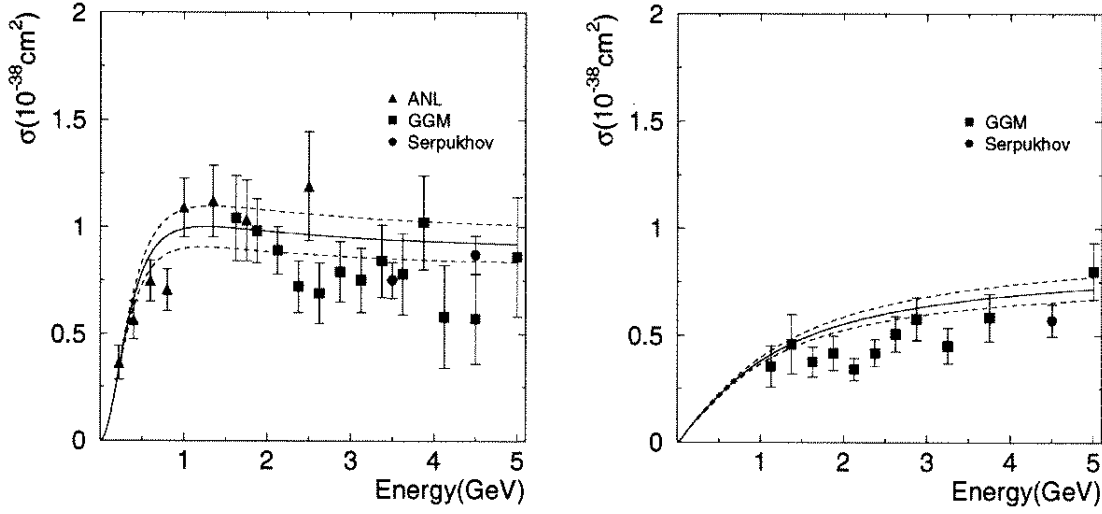 σ(10⁻³⁸cm²)
2
1.5
1
0.5
0
ANL
GGM
Serpukhov
1 2 3 4 5
Energy(GeV)
σ(10⁻³⁸cm²)
2
1.5
1
0.5
0
GGM
Serpukhov
1 2 3 4 5
Energy(GeV)